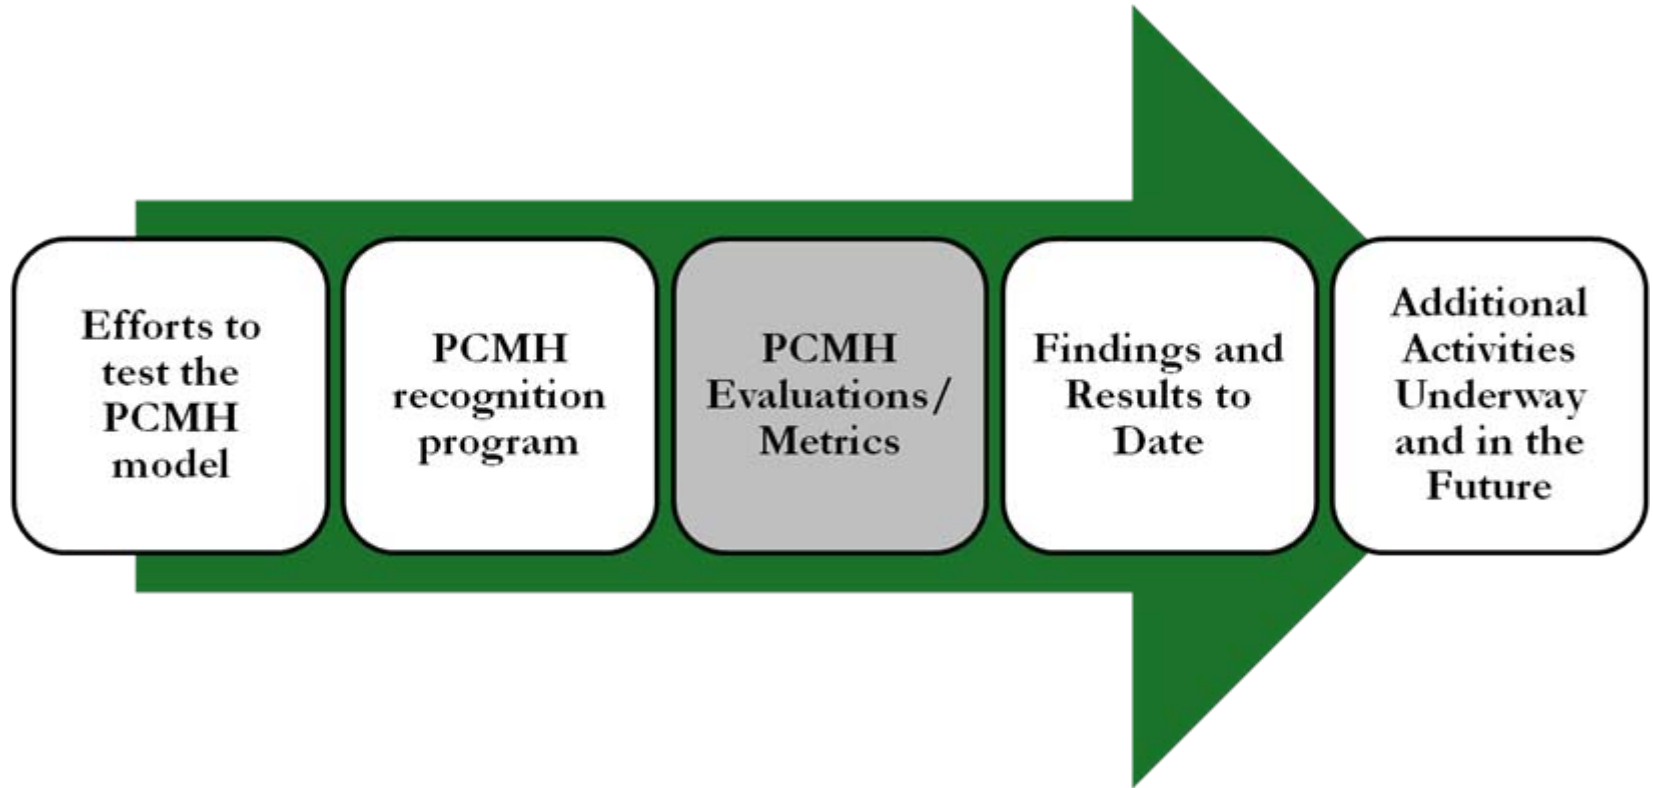 Efforts to
test the
PCMH
model
PCMH
recognition
program
PCMH
Evaluations/
Metrics
Findings and
Results to
Date
Additional
Activities
Underway
and in the
Future